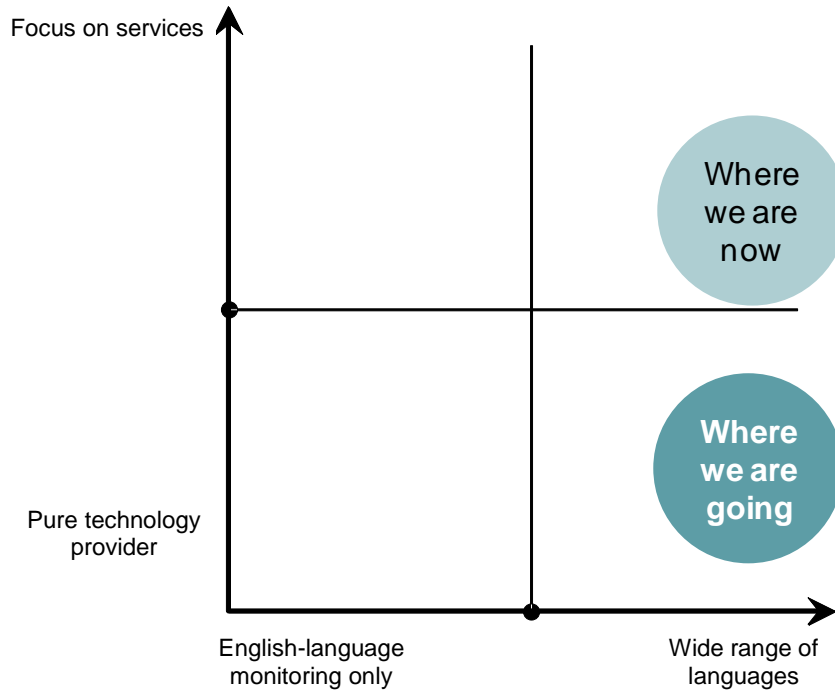 Focus on services
Where
we are
now
Where
we are
going
Pure technology
provider
English-language
monitoring only
Wide range of
languages